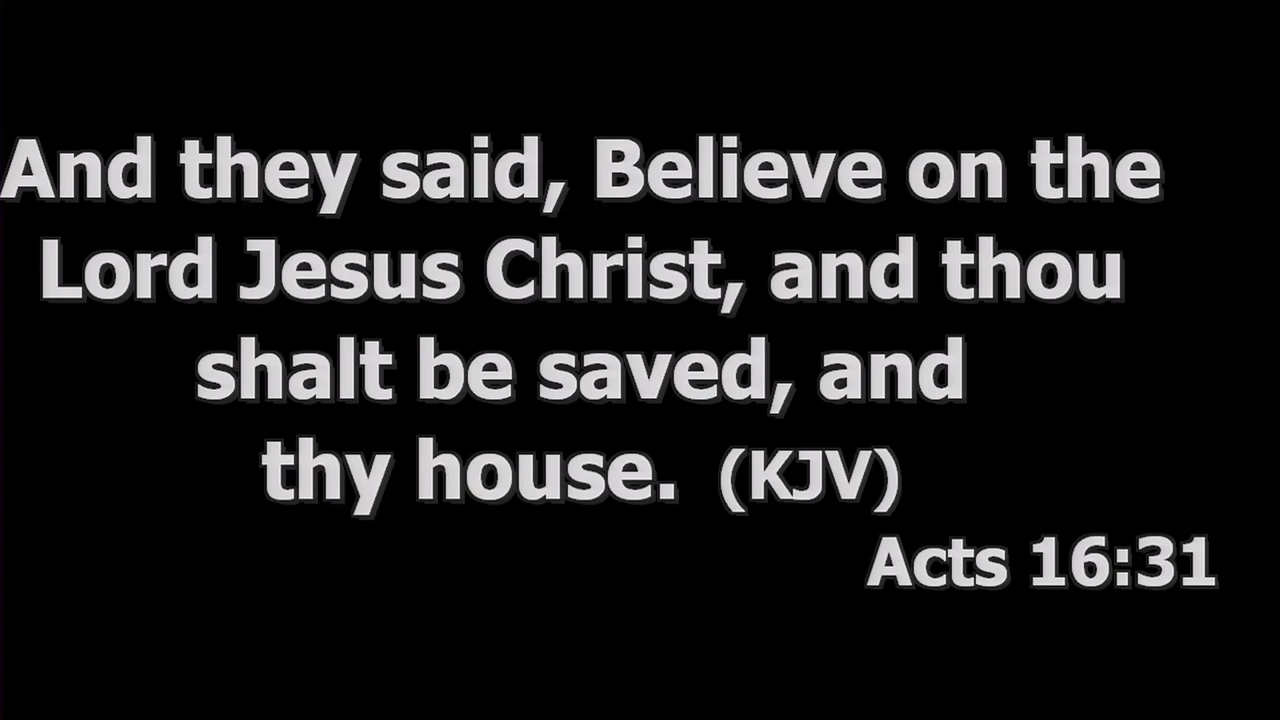 And they said, Believe on the
Lord Jesus Christ, and thou
shalt be saved, and
thy house. (KJV)
Acts 16:31